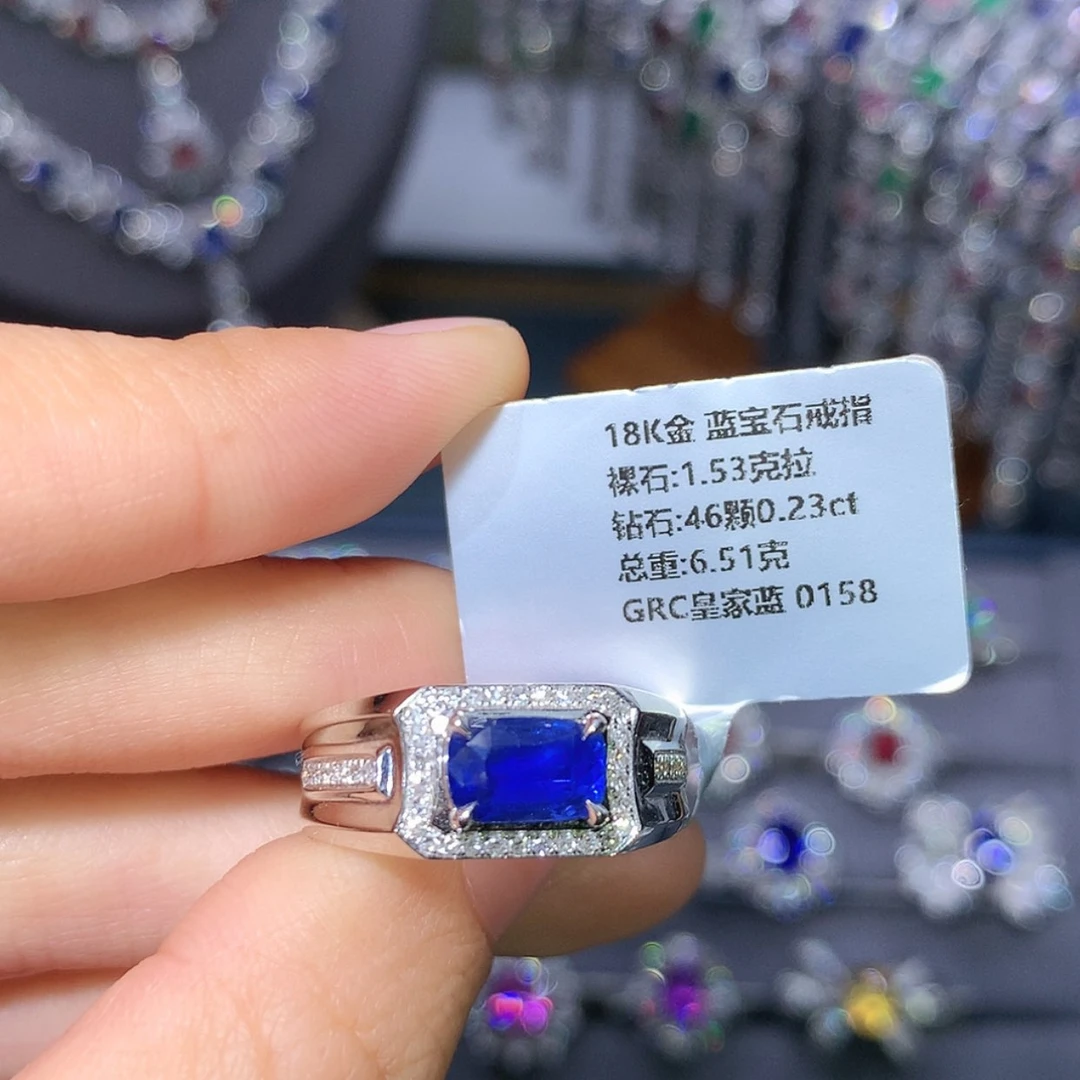 18K金 蓝宝石戒指
裸石:1.53克拉
钻石:46颗0.23ct
总重:6.51克
GRC皇家蓝 0158